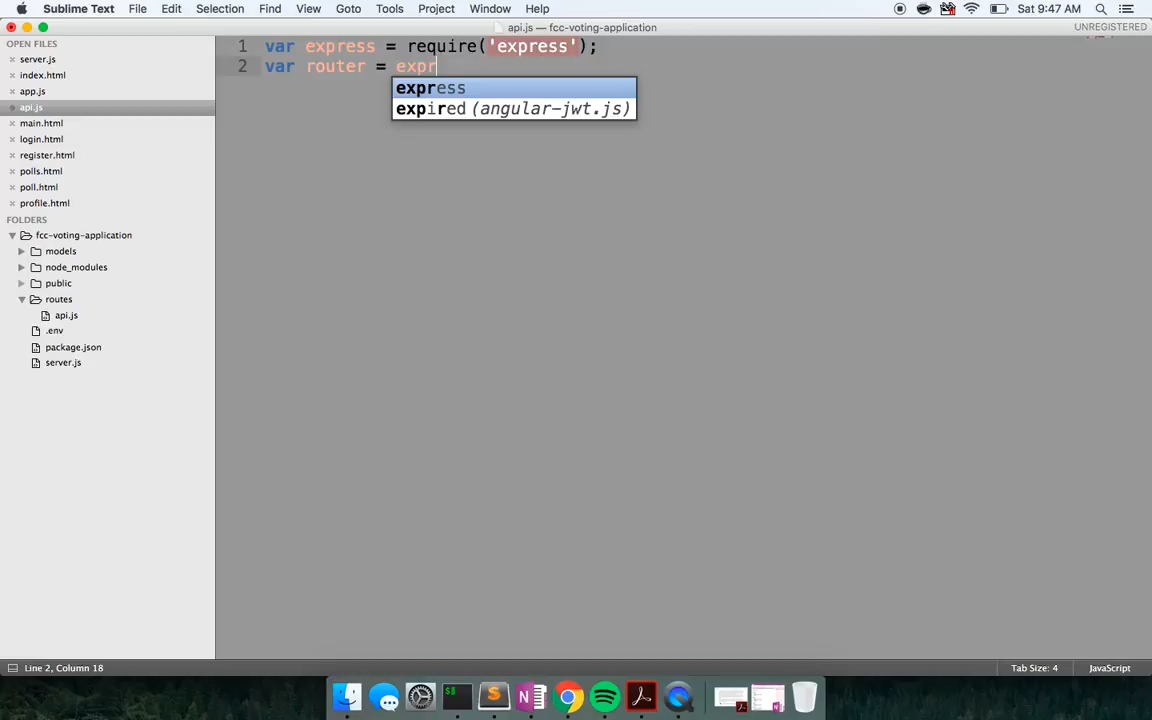 Sublime Text File Edit Selection Find View Goto Tools Project Window Help Sat 9:47 AM
api.js — fcc-voting-application UNREGISTERED
OPEN FILES
server.js
index.html
app.js
api.js
main.html
login.html
register.html
polls.html
poll.html
profile.html
FOLDERS
fcc-voting-application
models
node_modules
public
routes
api.js
.env
package.json
server.js
1 var express = require('express');
2 var router = expr
express
expired (angular-jwt.js)
Line 2, Column 18 Tab Size: 4 JavaScript